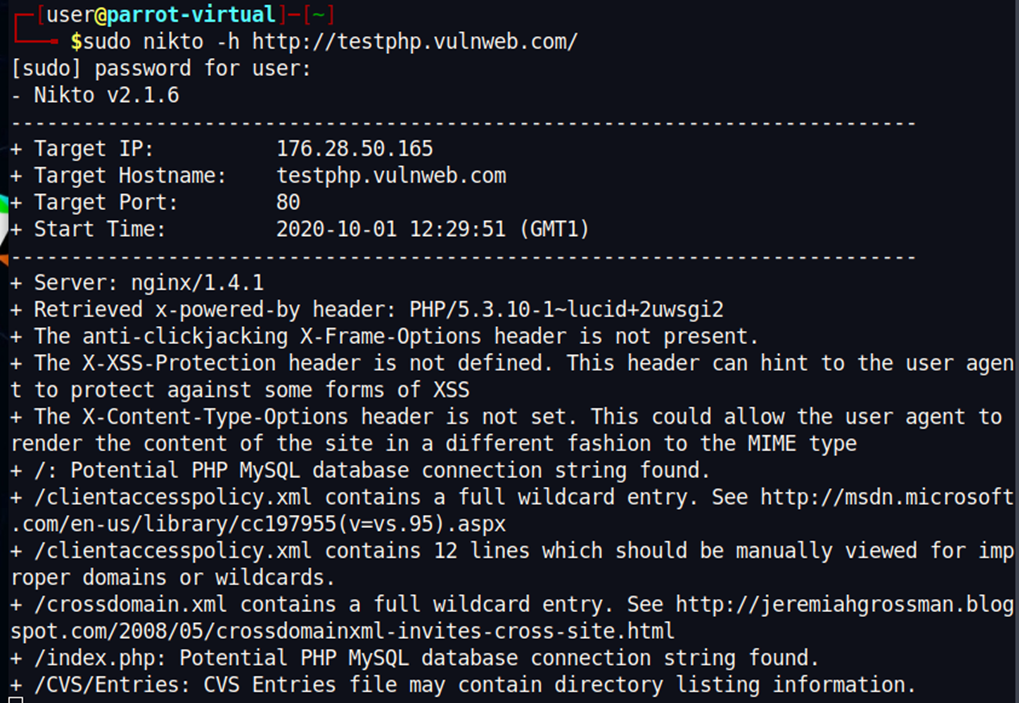 ┌─[user@parrot-virtual]─[~]
└──╼ $sudo nikto -h http://testphp.vulnweb.com/
[sudo] password for user:
- Nikto v2.1.6
---------------------------------------------------------------------------
+ Target IP:          176.28.50.165
+ Target Hostname:    testphp.vulnweb.com
+ Target Port:        80
+ Start Time:         2020-10-01 12:29:51 (GMT1)
---------------------------------------------------------------------------
+ Server: nginx/1.4.1
+ Retrieved x-powered-by header: PHP/5.3.10-1~lucid+2uwsgi2
+ The anti-clickjacking X-Frame-Options header is not present.
+ The X-XSS-Protection header is not defined. This header can hint to the user agen
t to protect against some forms of XSS
+ The X-Content-Type-Options header is not set. This could allow the user agent to
render the content of the site in a different fashion to the MIME type
+ /: Potential PHP MySQL database connection string found.
+ /clientaccesspolicy.xml contains a full wildcard entry. See http://msdn.microsoft
.com/en-us/library/cc197955(v=vs.95).aspx
+ /clientaccesspolicy.xml contains 12 lines which should be manually viewed for imp
roper domains or wildcards.
+ /crossdomain.xml contains a full wildcard entry. See http://jeremiahgrossman.blog
spot.com/2008/05/crossdomainxml-invites-cross-site.html
+ /index.php: Potential PHP MySQL database connection string found.
+ /CVS/Entries: CVS Entries file may contain directory listing information.